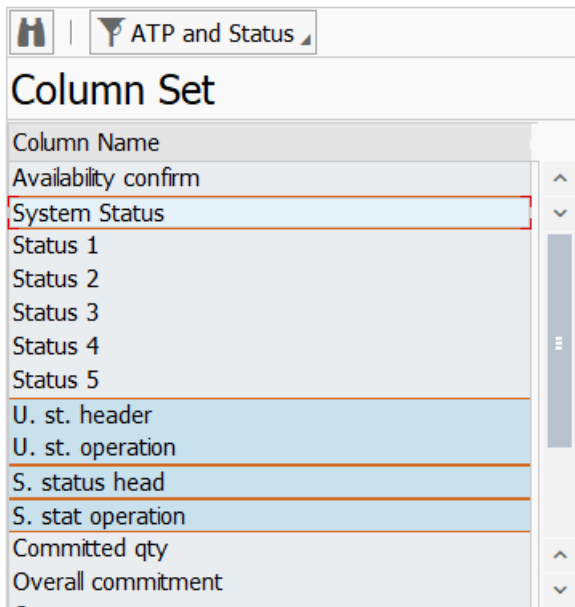 ATP and Status
Column Set
Column Name
Availability confirm
System Status
Status 1
Status 2
Status 3
Status 4
Status 5
U. st. header
U. st. operation
S. status head
S. stat operation
Committed qty
Overall commitment